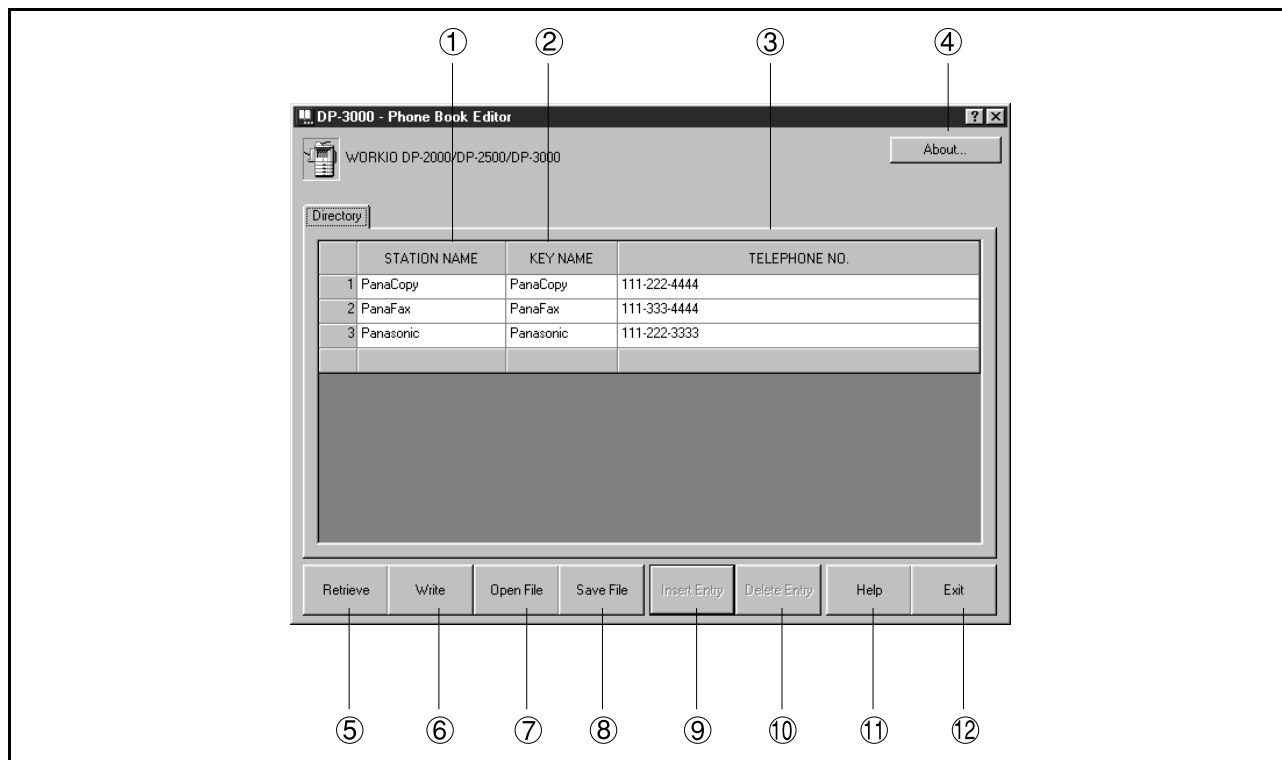 ① ② ③ ④
DP-3000 - Phone Book Editor
WORKIO DP-2000/DP-2500/DP-3000
About...
Directory
STATION NAME KEY NAME TELEPHONE NO.
1 PanaCopy PanaCopy 111-222-4444
2 PanaFax PanaFax 111-333-4444
3 Panasonic Panasonic 111-222-3333
Retrieve Write Open File Save File Insert Entry Delete Entry Help Exit
⑤ ⑥ ⑦ ⑧ ⑨ ⑩ ⑪ ⑫